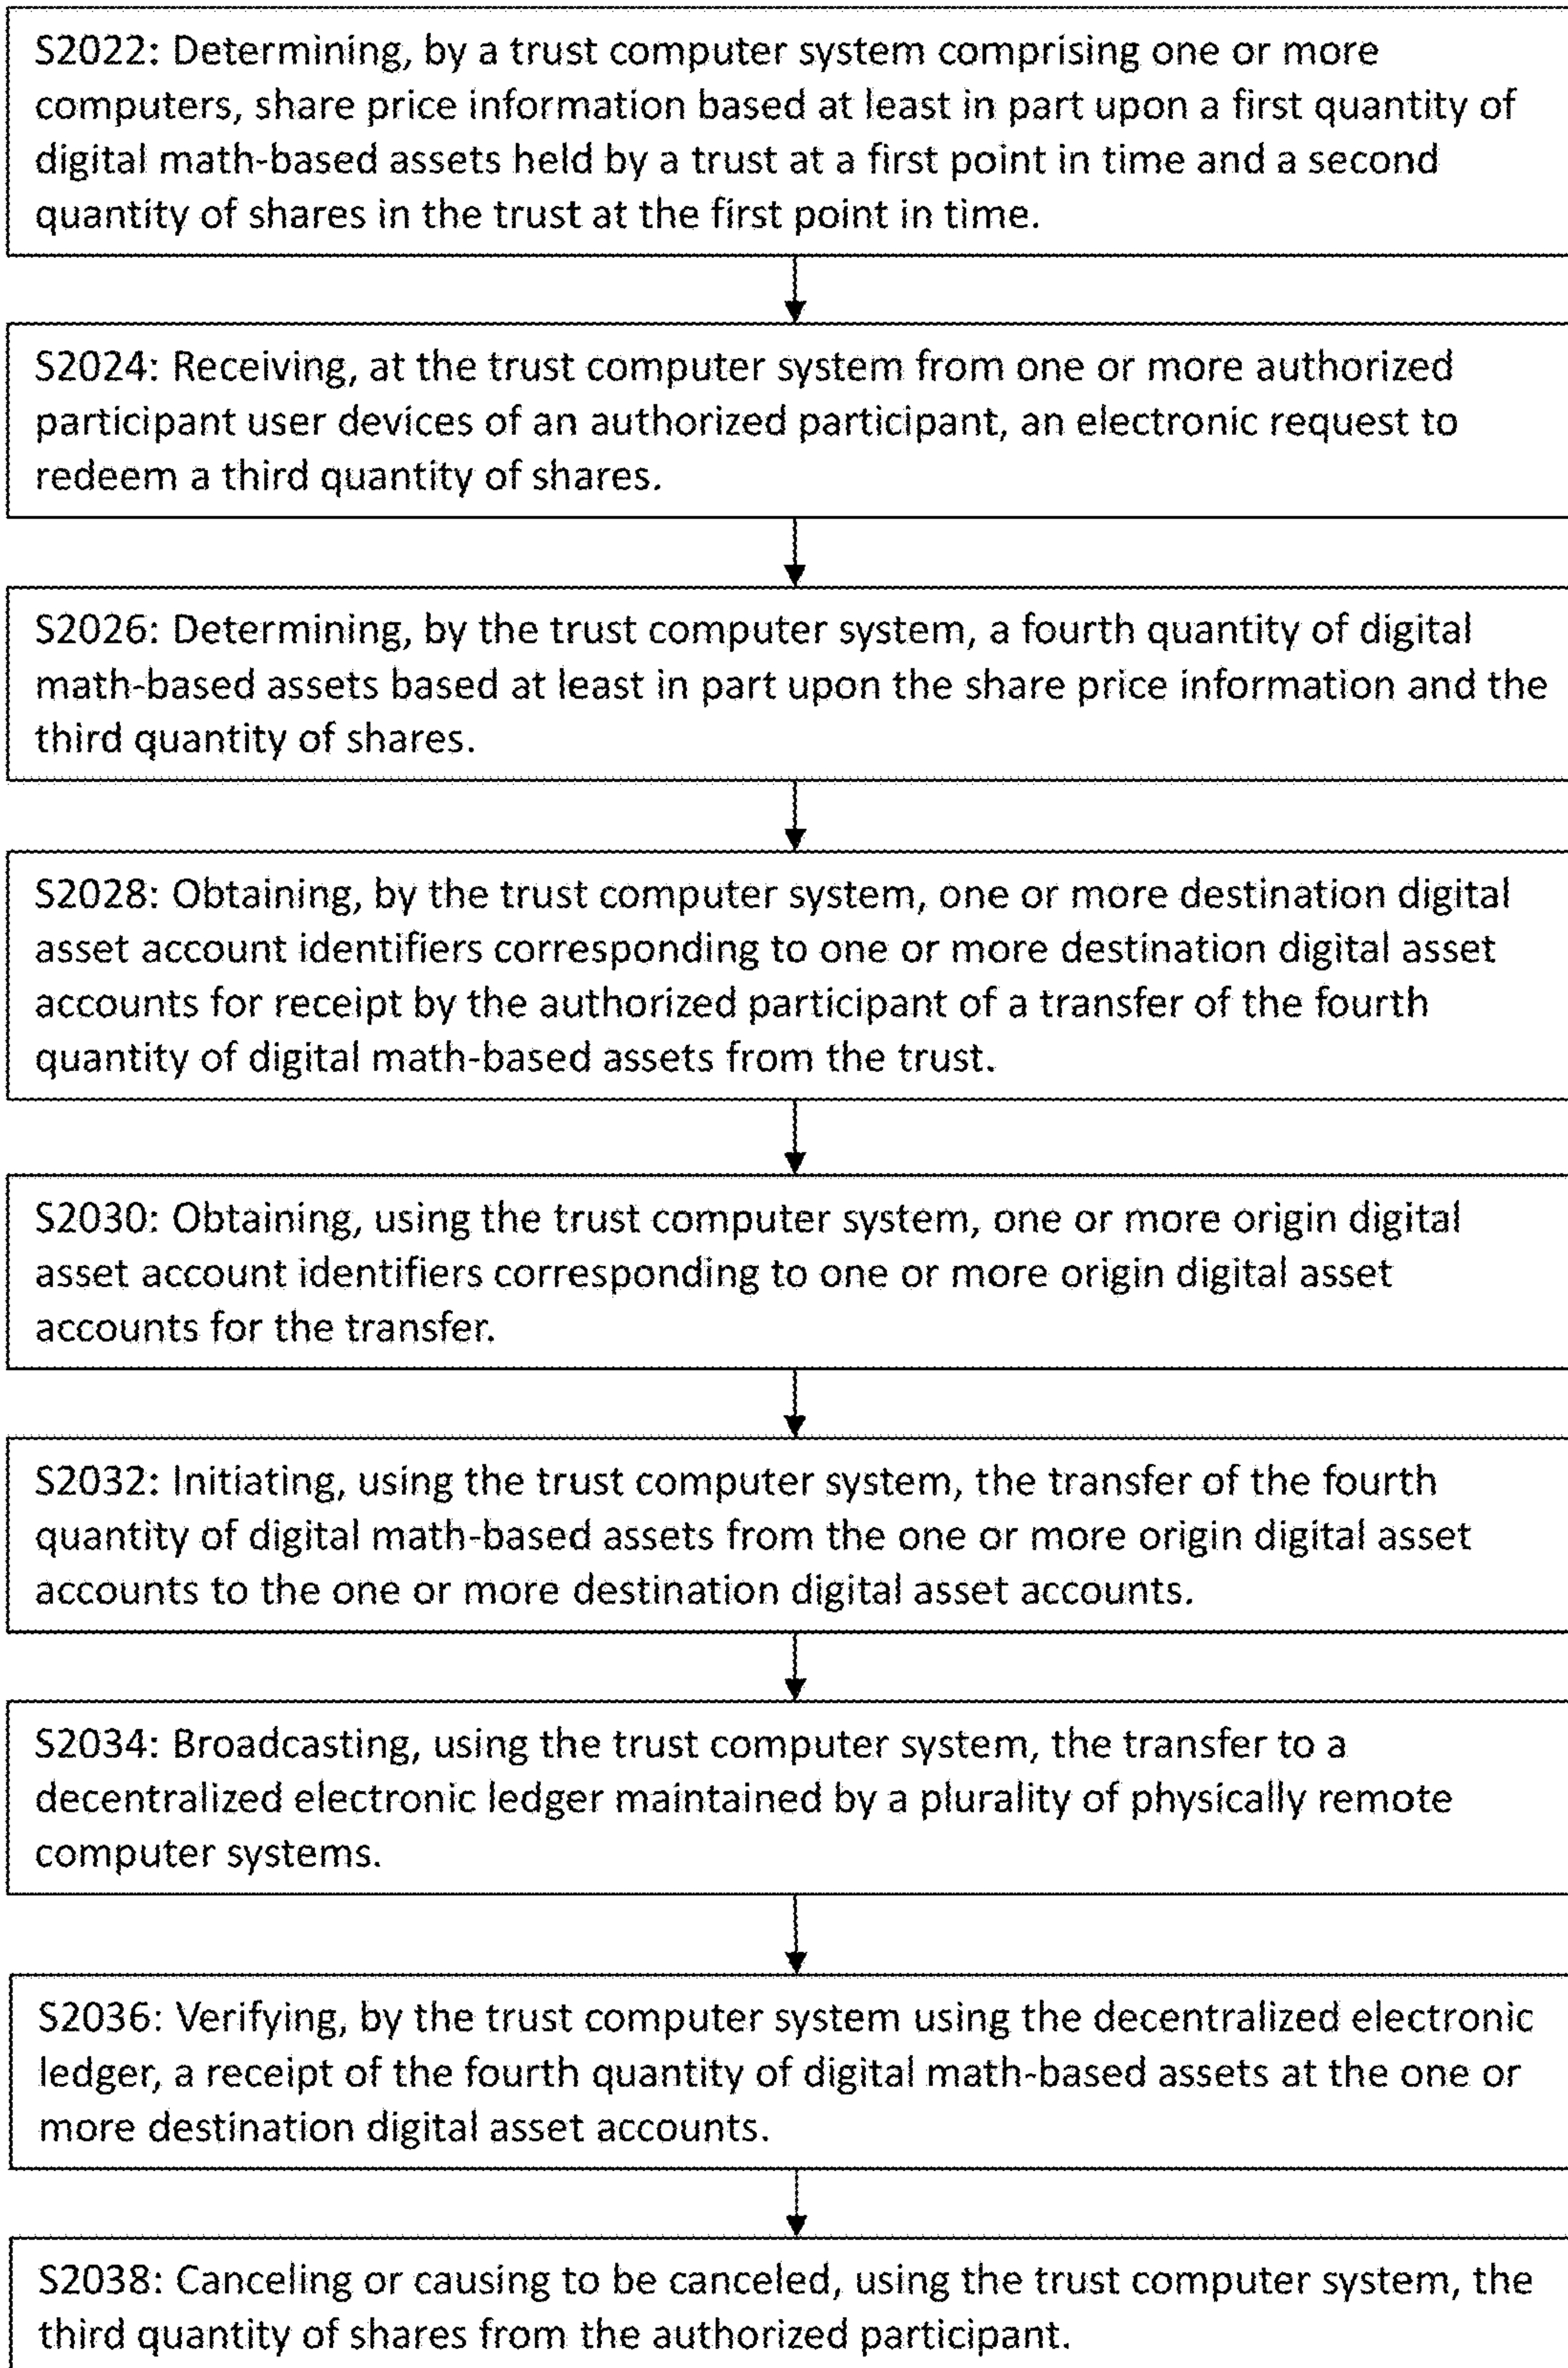 S2022: Determining, by a trust computer system comprising one or more
computers, share price information based at least in part upon a first quantity of
digital math-based assets held by a trust at a first point in time and a second
quantity of shares in the trust at the first point in time.
S2024: Receiving, at the trust computer system from one or more authorized
participant user devices of an authorized participant, an electronic request to
redeem a third quantity of shares.
S2026: Determining, by the trust computer system, a fourth quantity of digital
math-based assets based at least in part upon the share price information and the
third quantity of shares.
S2028: Obtaining, by the trust computer system, one or more destination digital
asset account identifiers corresponding to one or more destination digital asset
accounts for receipt by the authorized participant of a transfer of the fourth
quantity of digital math-based assets from the trust.
S2030: Obtaining, using the trust computer system, one or more origin digital
asset account identifiers corresponding to one or more origin digital asset
accounts for the transfer.
S2032: Initiating, using the trust computer system, the transfer of the fourth
quantity of digital math-based assets from the one or more origin digital asset
accounts to the one or more destination digital asset accounts.
S2034: Broadcasting, using the trust computer system, the transfer to a
decentralized electronic ledger maintained by a plurality of physically remote
computer systems.
S2036: Verifying, by the trust computer system using the decentralized electronic
ledger, a receipt of the fourth quantity of digital math-based assets at the one or
more destination digital asset accounts.
S2038: Canceling or causing to be canceled, using the trust computer system, the
third quantity of shares from the authorized participant.